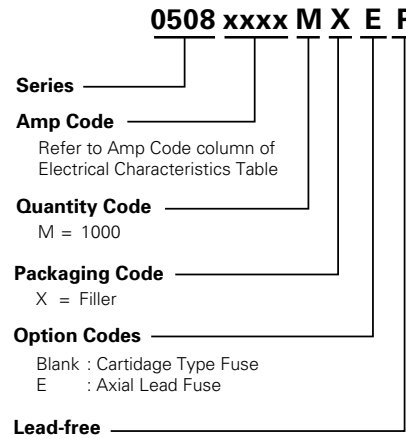 0508 xxxx M X E P
Series
Amp Code
Refer to Amp Code column of
Electrical Characteristics Table
Quantity Code
M = 1000
Packaging Code
X = Filler
Option Codes
Blank : Cartidage Type Fuse
E : Axial Lead Fuse
Lead-free